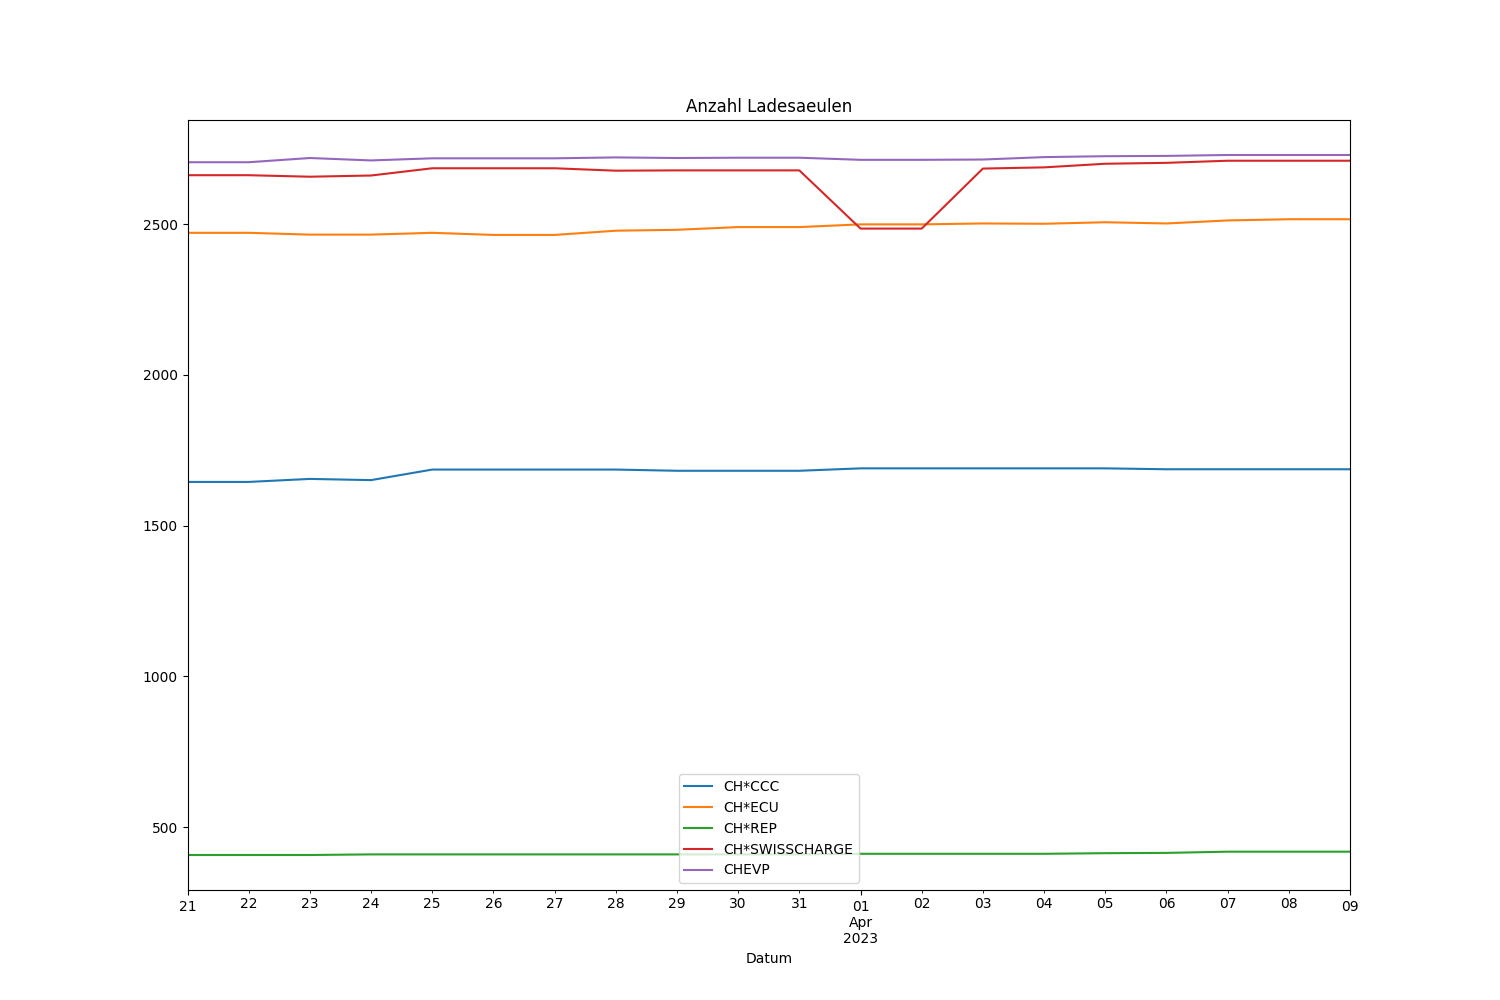 Anzahl Ladesaeulen
2500
2000
1500
1000
500
CH*CCC
CH*ECU
CH*REP
CH*SWISSCHARGE
CHEVP
21 22 23 24 25 26 27 28 29 30 31 01 02 03 04 05 06 07 08 09
Apr
2023
Datum